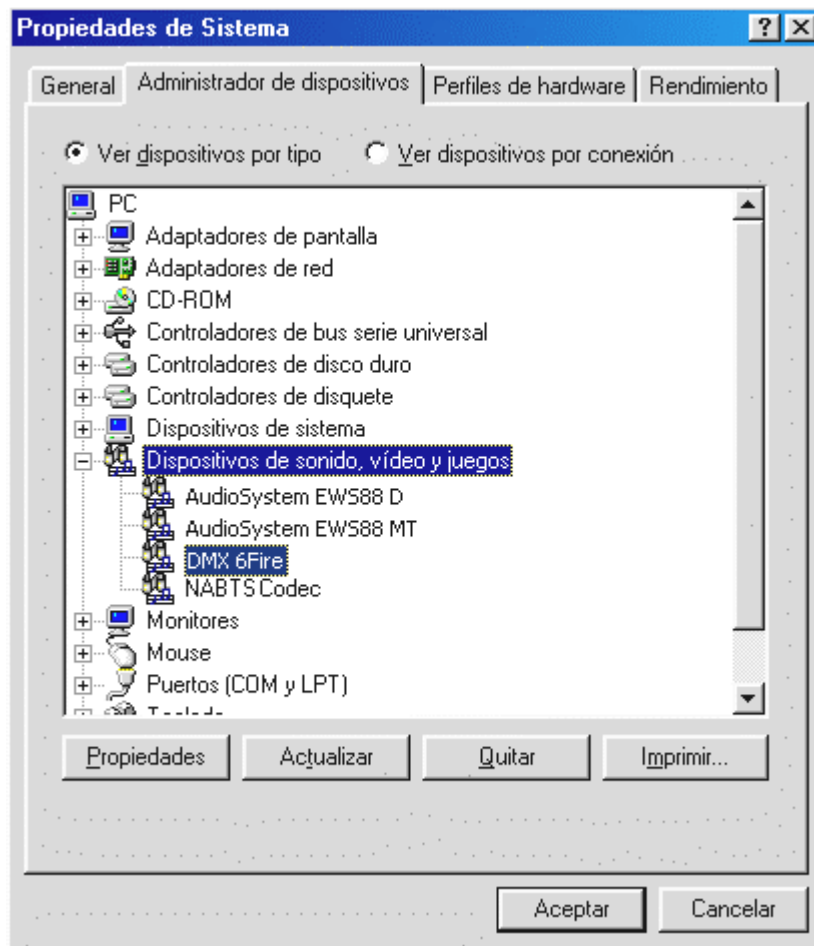 Propiedades de Sistema
General Administrador de dispositivos Perfiles de hardware Rendimiento
Ver dispositivos por tipo Ver dispositivos por conexión
PC
Adaptadores de pantalla
Adaptadores de red
CD-ROM
Controladores de bus serie universal
Controladores de disco duro
Controladores de disquete
Dispositivos de sistema
Dispositivos de sonido, vídeo y juegos
AudioSystem EWS88 D
AudioSystem EWS88 MT
DMX 6Fire
NABTS Codec
Monitores
Mouse
Puertos (COM y LPT)
Teclado
Propiedades Actualizar Quitar Imprimir...
Aceptar Cancelar